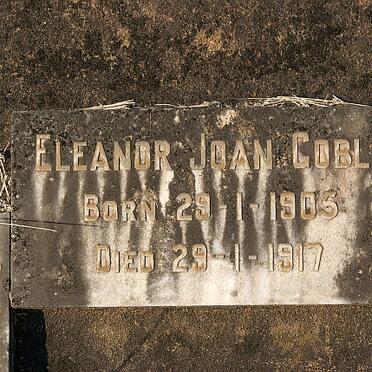 ELEANOR JOAN COBL
BORN 29 1-1905
DIED 29-1-1917